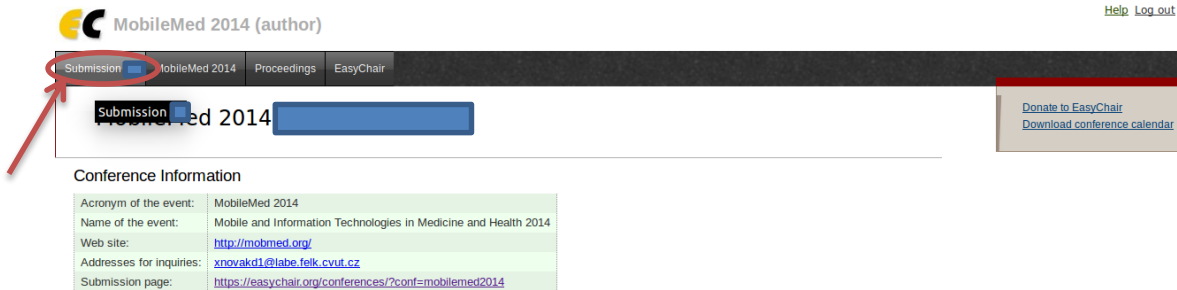 Help Log out
EC MobileMed 2014 (author)
Submission MobileMed 2014 Proceedings EasyChair
Submission
MobileMed 2014
Donate to EasyChair
Download conference calendar
Conference Information
Acronym of the event: MobileMed 2014
Name of the event: Mobile and Information Technologies in Medicine and Health 2014
Web site: http://mobmed.org/
Addresses for inquiries: xnovakd1@labe.felk.cvut.cz
Submission page: https://easychair.org/conferences/?conf=mobilemed2014